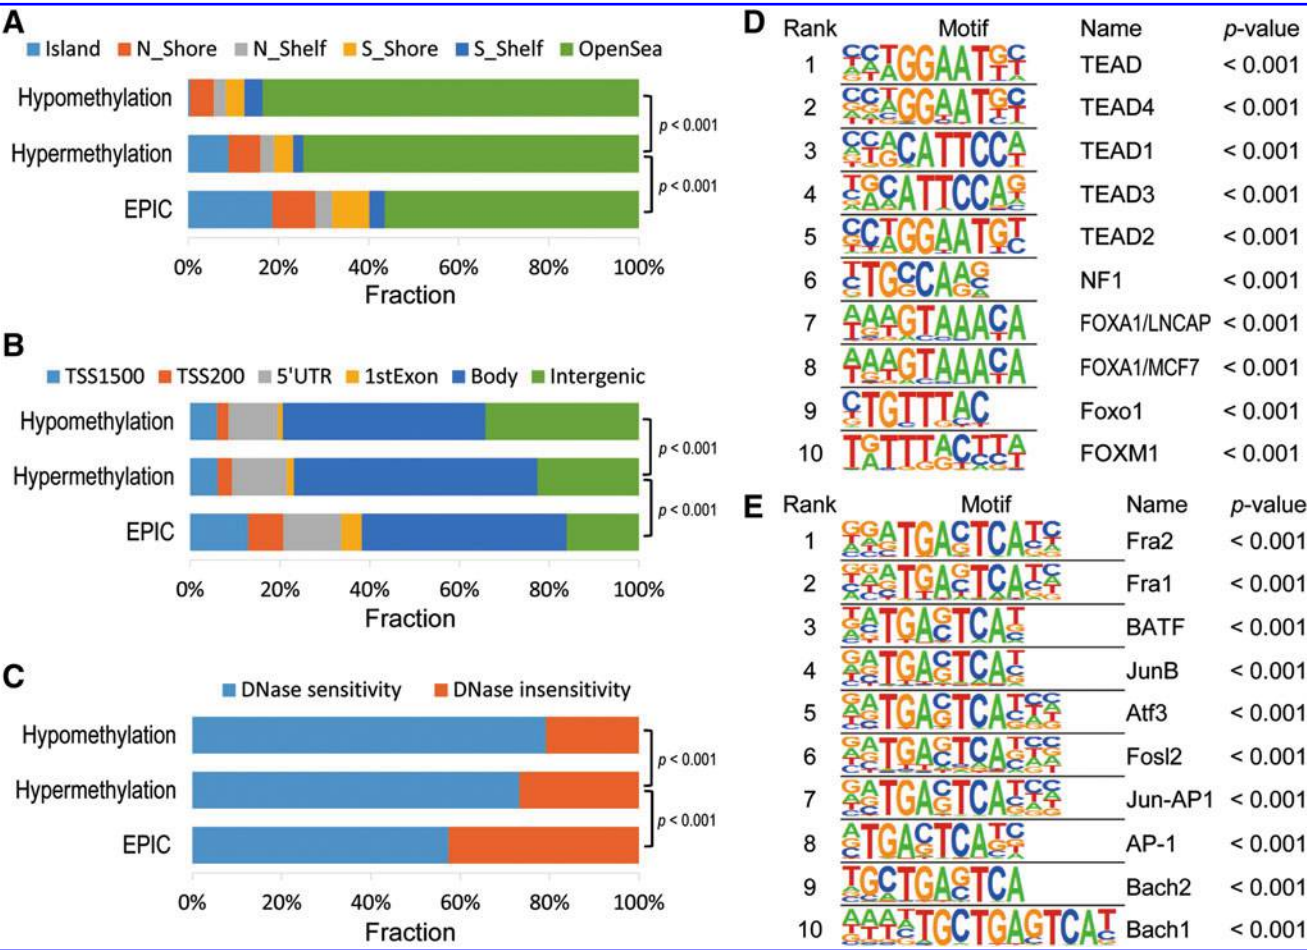 A
Island N_Shore N_Shelf S_Shore S_Shelf OpenSea
Hypomethylation
p < 0.001
Hypermethylation
p < 0.001
EPIC
0% 20% 40% 60% 80% 100%
Fraction
B
TSS1500 TSS200 5'UTR 1stExon Body Intergenic
Hypomethylation
p < 0.001
Hypermethylation
p < 0.001
EPIC
0% 20% 40% 60% 80% 100%
Fraction
C
DNase sensitivity DNase insensitivity
Hypomethylation
p < 0.001
Hypermethylation
p < 0.001
EPIC
0% 20% 40% 60% 80% 100%
Fraction
D
Rank Motif Name p-value
1 TEAD < 0.001
2 TEAD4 < 0.001
3 TEAD1 < 0.001
4 TEAD3 < 0.001
5 TEAD2 < 0.001
6 NF1 < 0.001
7 FOXA1/LNCAP < 0.001
8 FOXA1/MCF7 < 0.001
9 Foxo1 < 0.001
10 FOXM1 < 0.001
E
Rank Motif Name p-value
1 Fra2 < 0.001
2 Fra1 < 0.001
3 BATF < 0.001
4 JunB < 0.001
5 Atf3 < 0.001
6 Fosl2 < 0.001
7 Jun-AP1 < 0.001
8 AP-1 < 0.001
9 Bach2 < 0.001
10 Bach1 < 0.001